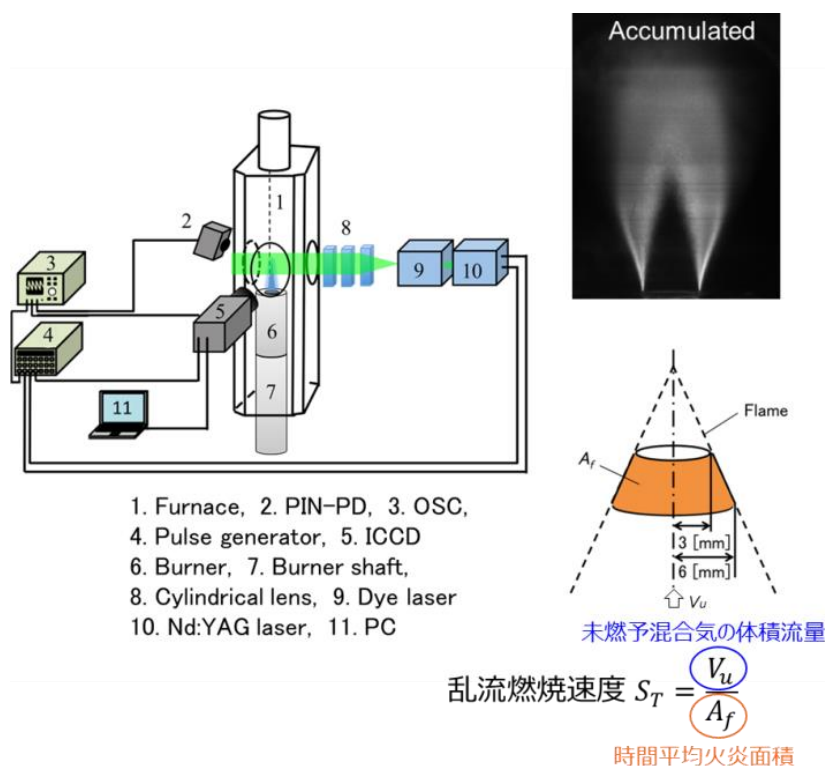 Accumulated
1
2
8
3
9
10
5
4
6
7
11
1. Furnace, 2. PIN-PD, 3. OSC,
4. Pulse generator, 5. ICCD
6. Burner, 7. Burner shaft,
8. Cylindrical lens, 9. Dye laser
10. Nd:YAG laser, 11. PC
Flame
A_f
3 [mm]
6 [mm]
V_u
未燃予混合気の体積流量
乱流燃焼速度 S_T = V_u / A_f
時間平均火炎面積